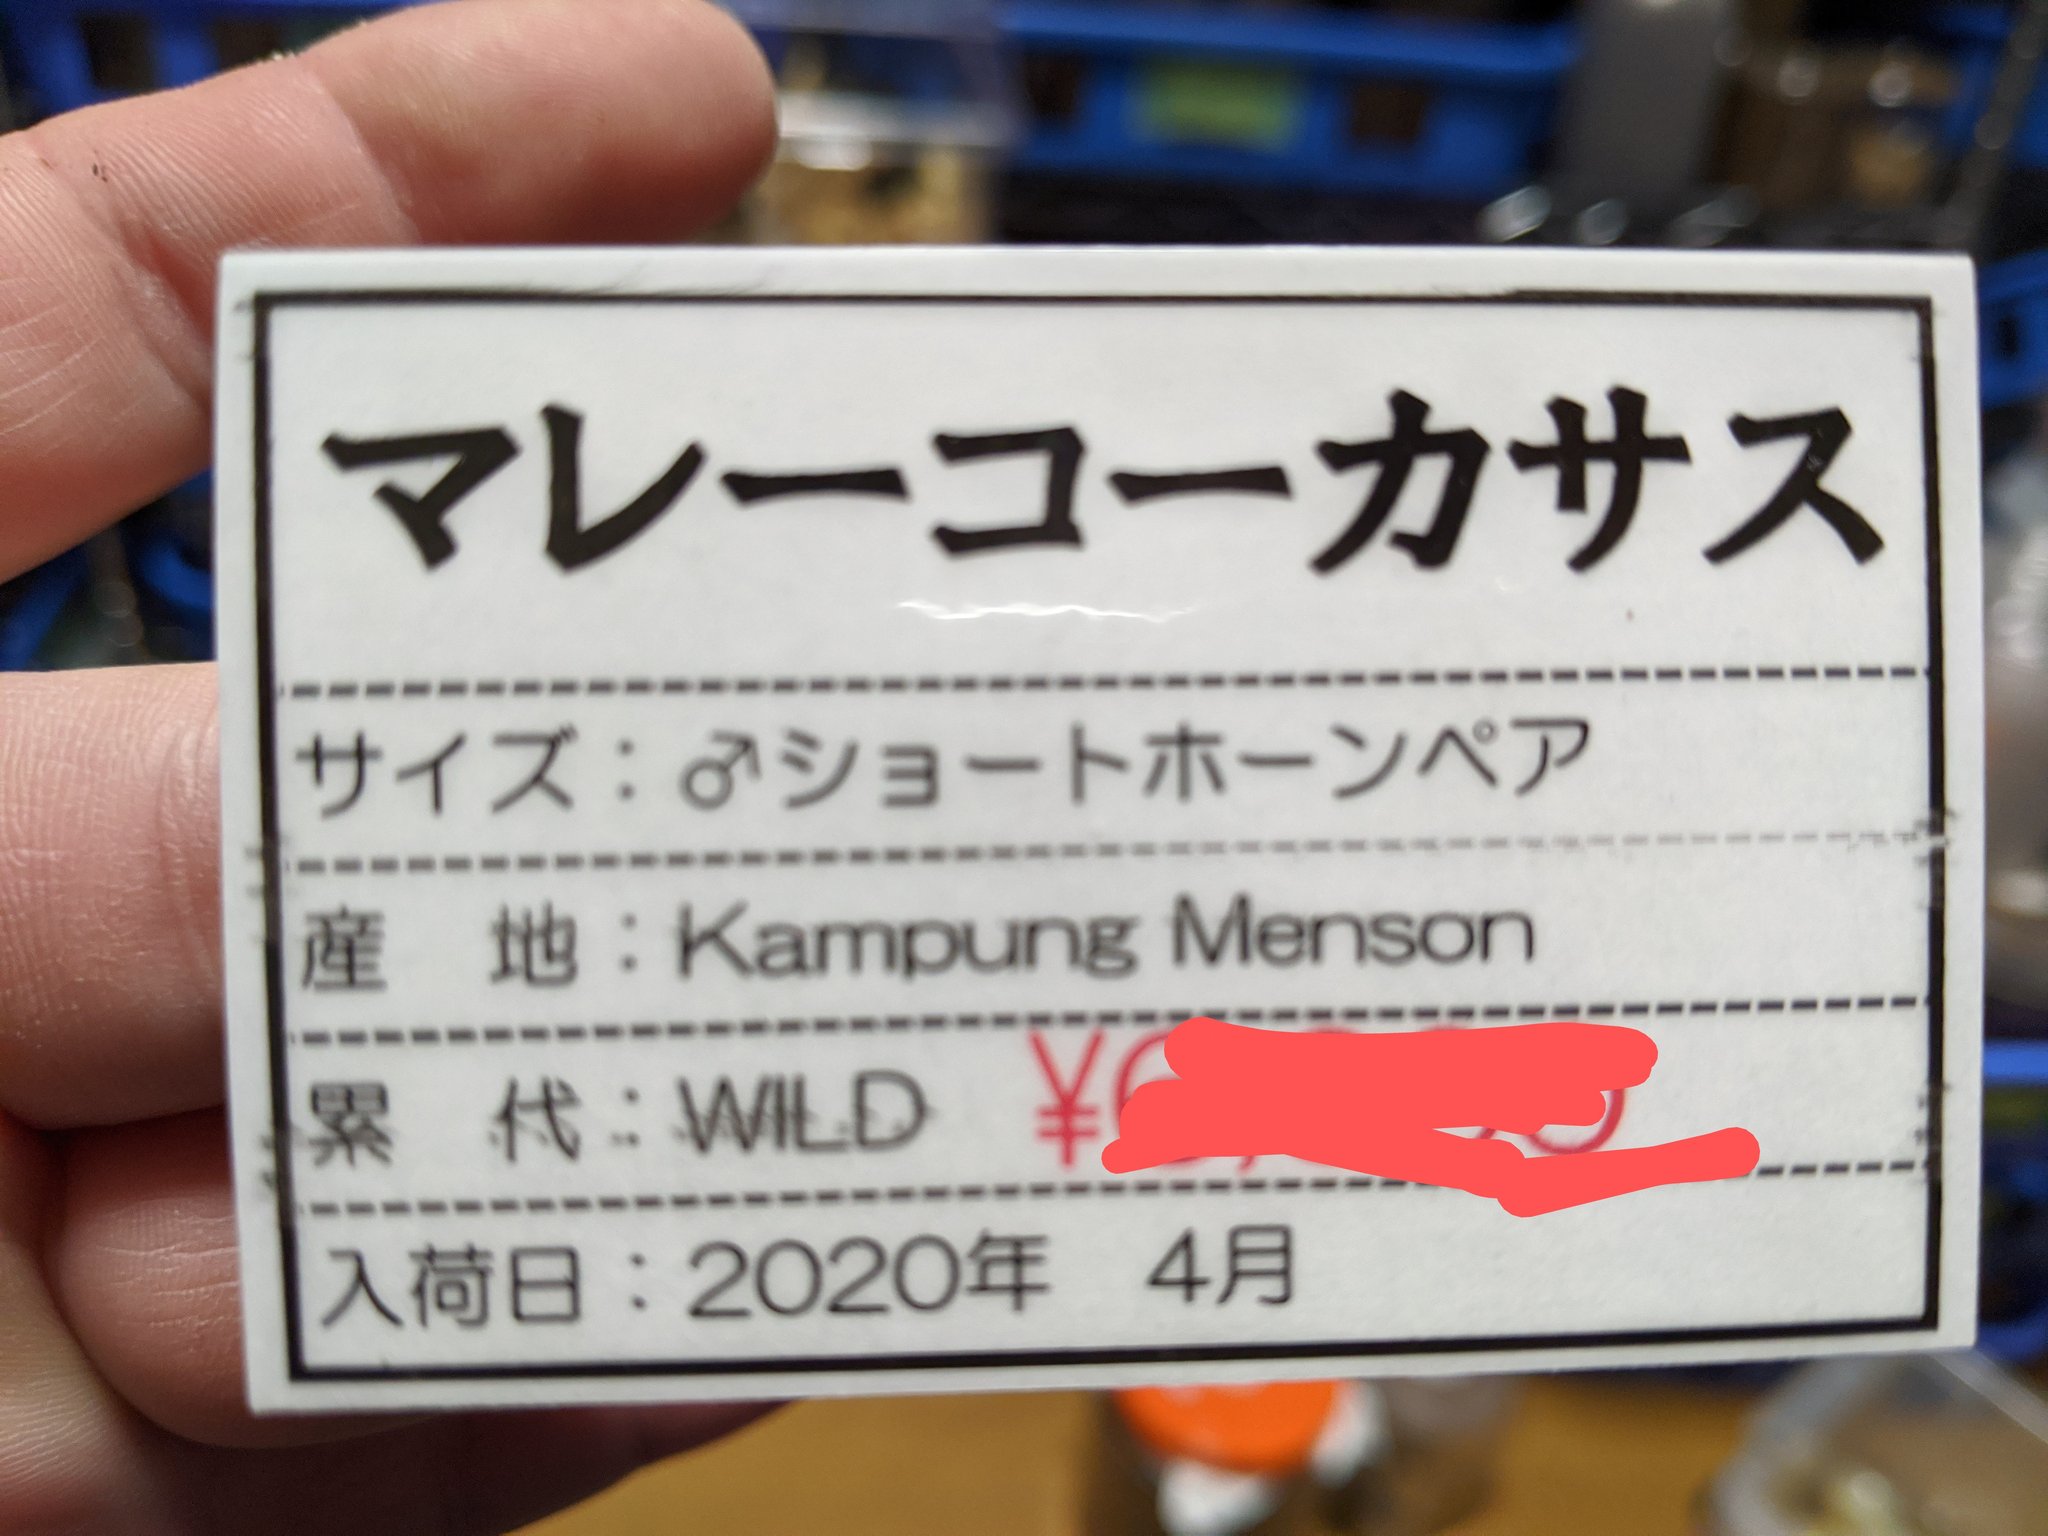 マレーコーカサス
サイズ：♂ショートホーンペア
産　地：Kampung Menson
累　代：WILD
入荷日：2020年　4月